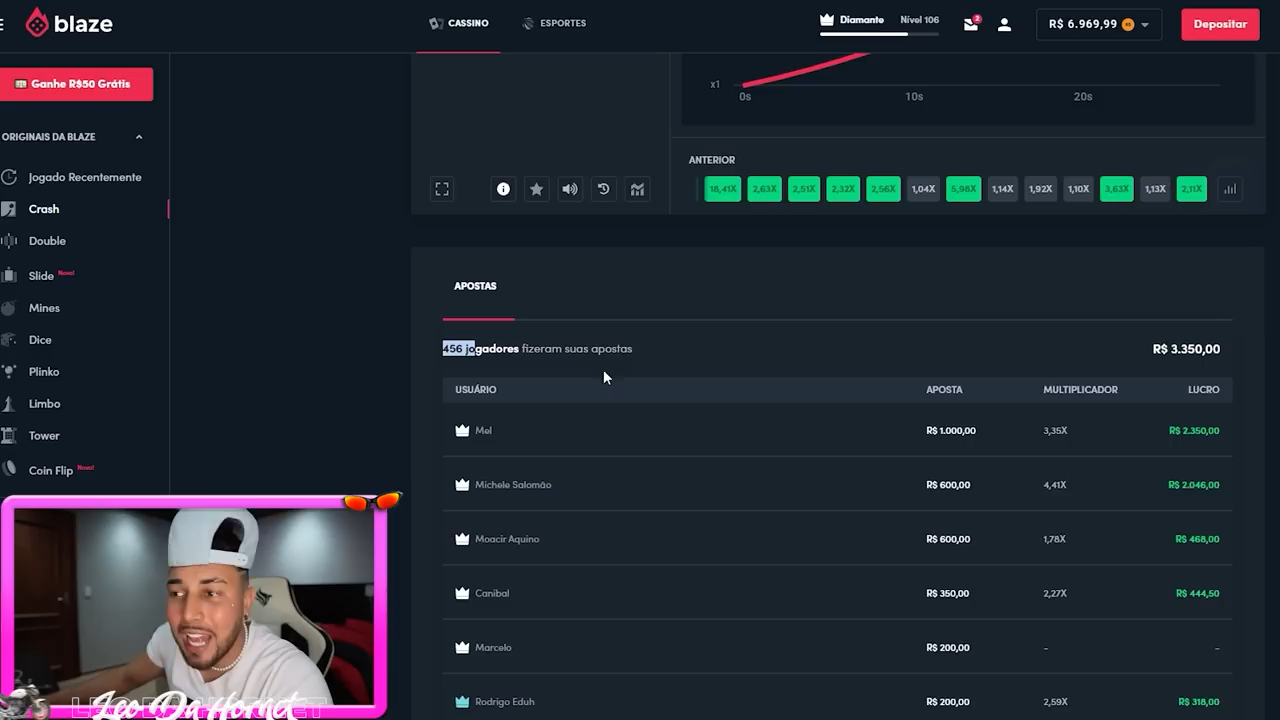 blaze
CASSINO
ESPORTES
Diamante
Nível 106
2
R$ 6.969,99
R$
Depositar
Ganhe R$50 Grátis
ORIGINAIS DA BLAZE
Jogado Recentemente
Crash
Double
Slide Novo!
Mines
Dice
Plinko
Limbo
Tower
Coin Flip Novo!
x1
0s
10s
20s
ANTERIOR
18,41X 2,63X 2,51X 2,32X 2,56X 1,04X 5,98X 1,14X 1,92X 1,10X 3,63X 1,13X 2,11X
APOSTAS
456 jogadores fizeram suas apostas
R$ 3.350,00
USUÁRIO APOSTA MULTIPLICADOR LUCRO
Mel R$ 1.000,00 3,35X R$ 2.350,00
Michele Salomão R$ 600,00 4,41X R$ 2.046,00
Moacir Aquino R$ 600,00 1,78X R$ 468,00
Canibal R$ 350,00 2,27X R$ 444,50
Marcelo R$ 200,00 - -
Rodrigo Eduh R$ 200,00 2,59X R$ 318,00
Leo Da Hornet